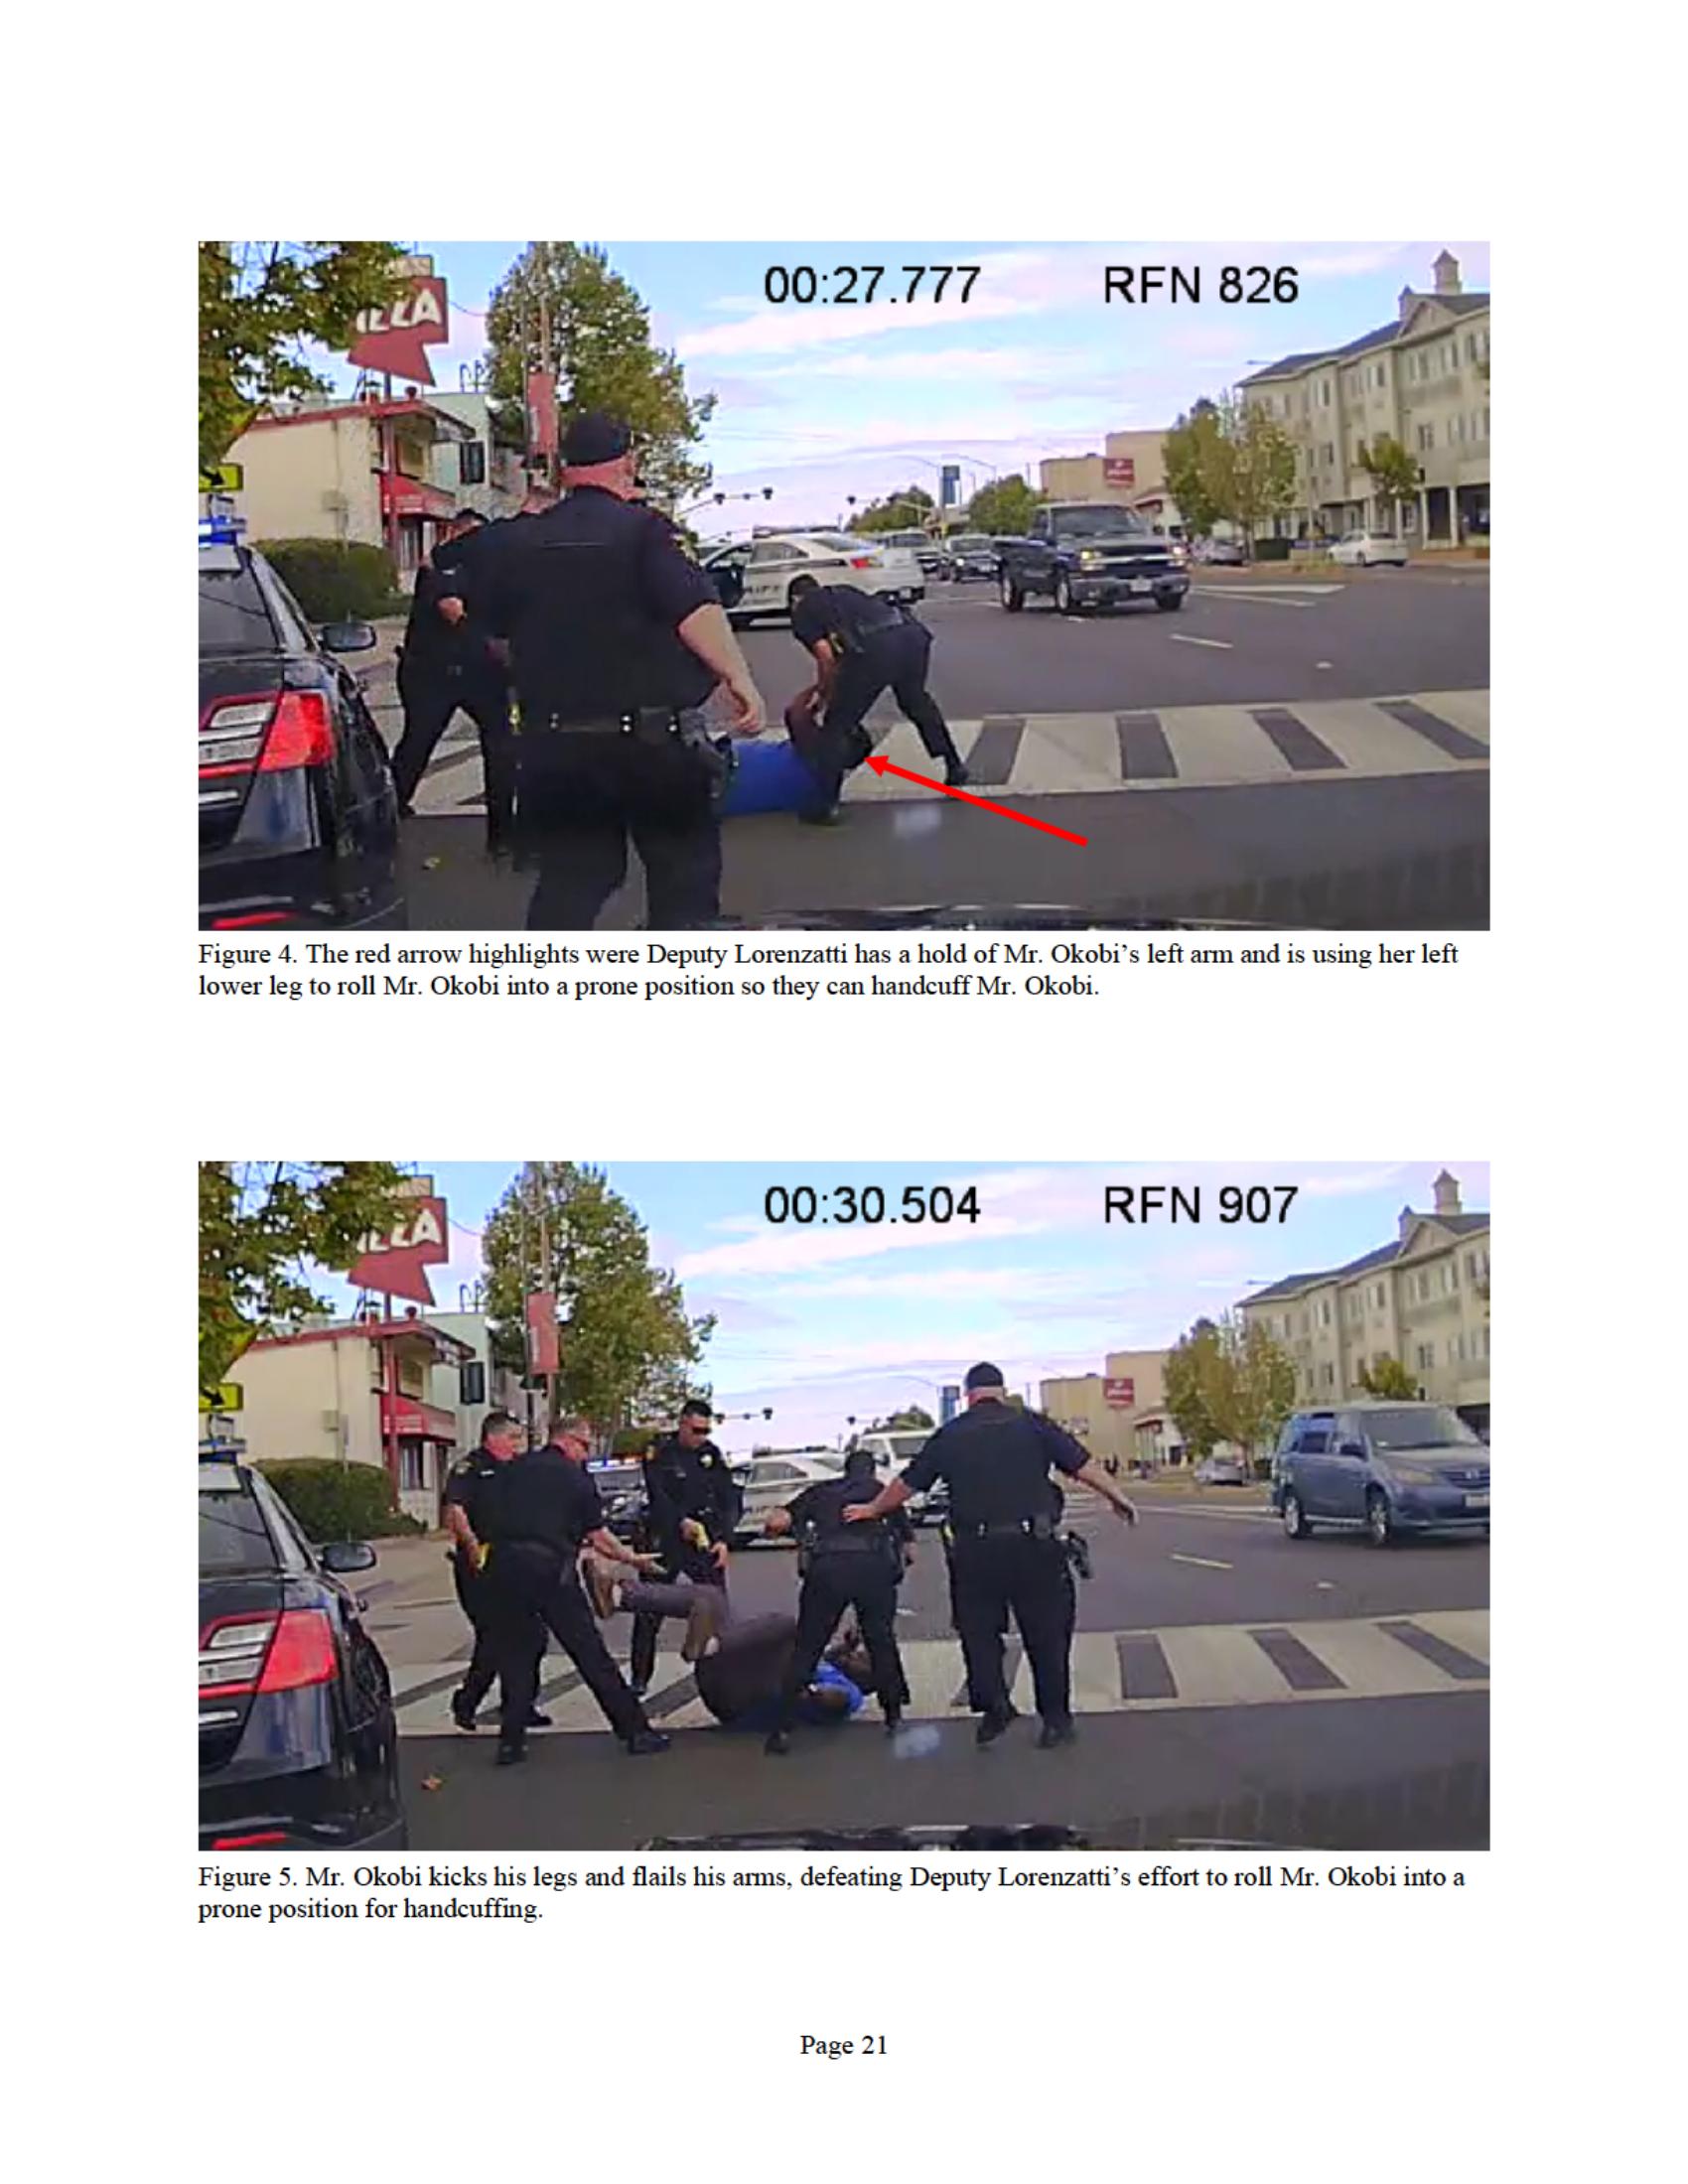 ILLA
00:27.777 RFN 826
Figure 4. The red arrow highlights were Deputy Lorenzatti has a hold of Mr. Okobi’s left arm and is using her left
lower leg to roll Mr. Okobi into a prone position so they can handcuff Mr. Okobi.
00:30.504 RFN 907
Figure 5. Mr. Okobi kicks his legs and flails his arms, defeating Deputy Lorenzatti’s effort to roll Mr. Okobi into a
prone position for handcuffing.
Page 21